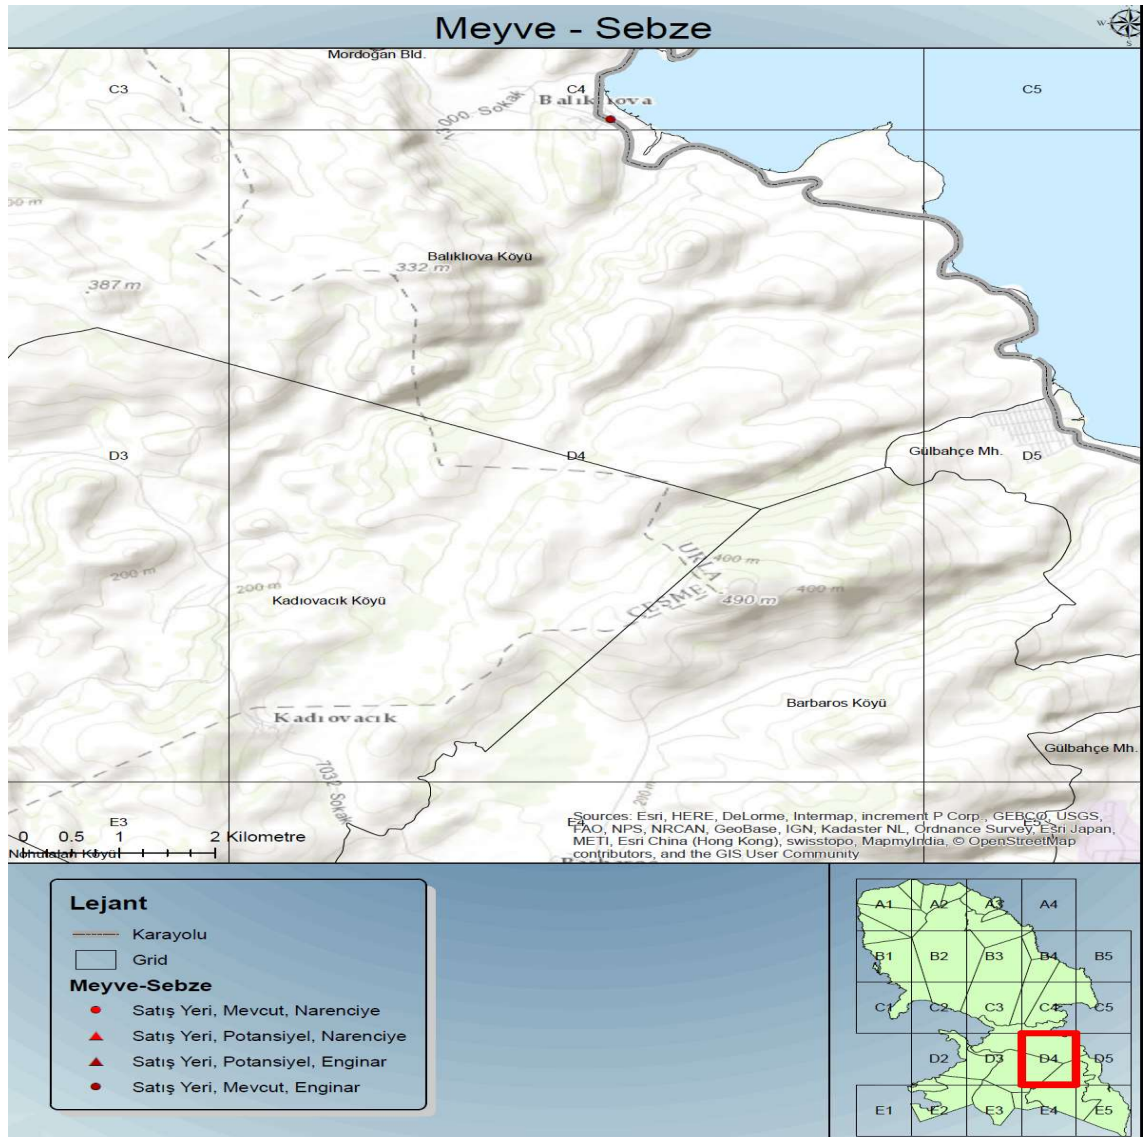 Meyve - Sebze
W
S
Mordoğan Bld.
C3
C4
C5
Balıklıova
Balıklıova Köyü
332 m
387 m
D3
D4
Gülbahçe Mh.
D5
URLA
400 m
200 m
200 m
Kadıovacık Köyü
ÇEŞME
490 m
400 m
Barbaros Köyü
Kadıovacık
Gülbahçe Mh.
7032 Sokak
200 m
E3
E4
E5
0 0.5 1 2 Kilometre
Nohutalan Köyü
Sources: Esri, HERE, DeLorme, Intermap, increment P Corp., GEBCO, USGS,
FAO, NPS, NRCAN, GeoBase, IGN, Kadaster NL, Ordnance Survey, Esri Japan,
METI, Esri China (Hong Kong), swisstopo, MapmyIndia, © OpenStreetMap
contributors, and the GIS User Community
Lejant
Karayolu
Grid
Meyve-Sebze
Satış Yeri, Mevcut, Narenciye
Satış Yeri, Potansiyel, Narenciye
Satış Yeri, Potansiyel, Enginar
Satış Yeri, Mevcut, Enginar
A1 A2 A3 A4
B1 B2 B3 B4 B5
C1 C2 C3 C4 C5
D2 D3 D4 D5
E1 E2 E3 E4 E5